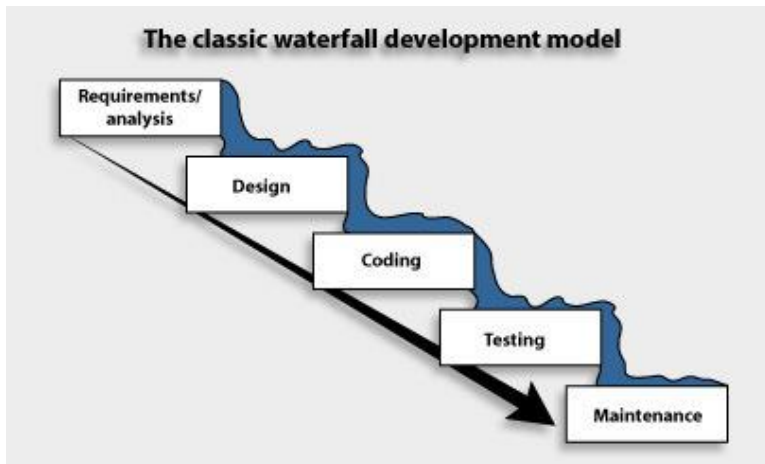 The classic waterfall development model
Requirements/
analysis
Design
Coding
Testing
Maintenance